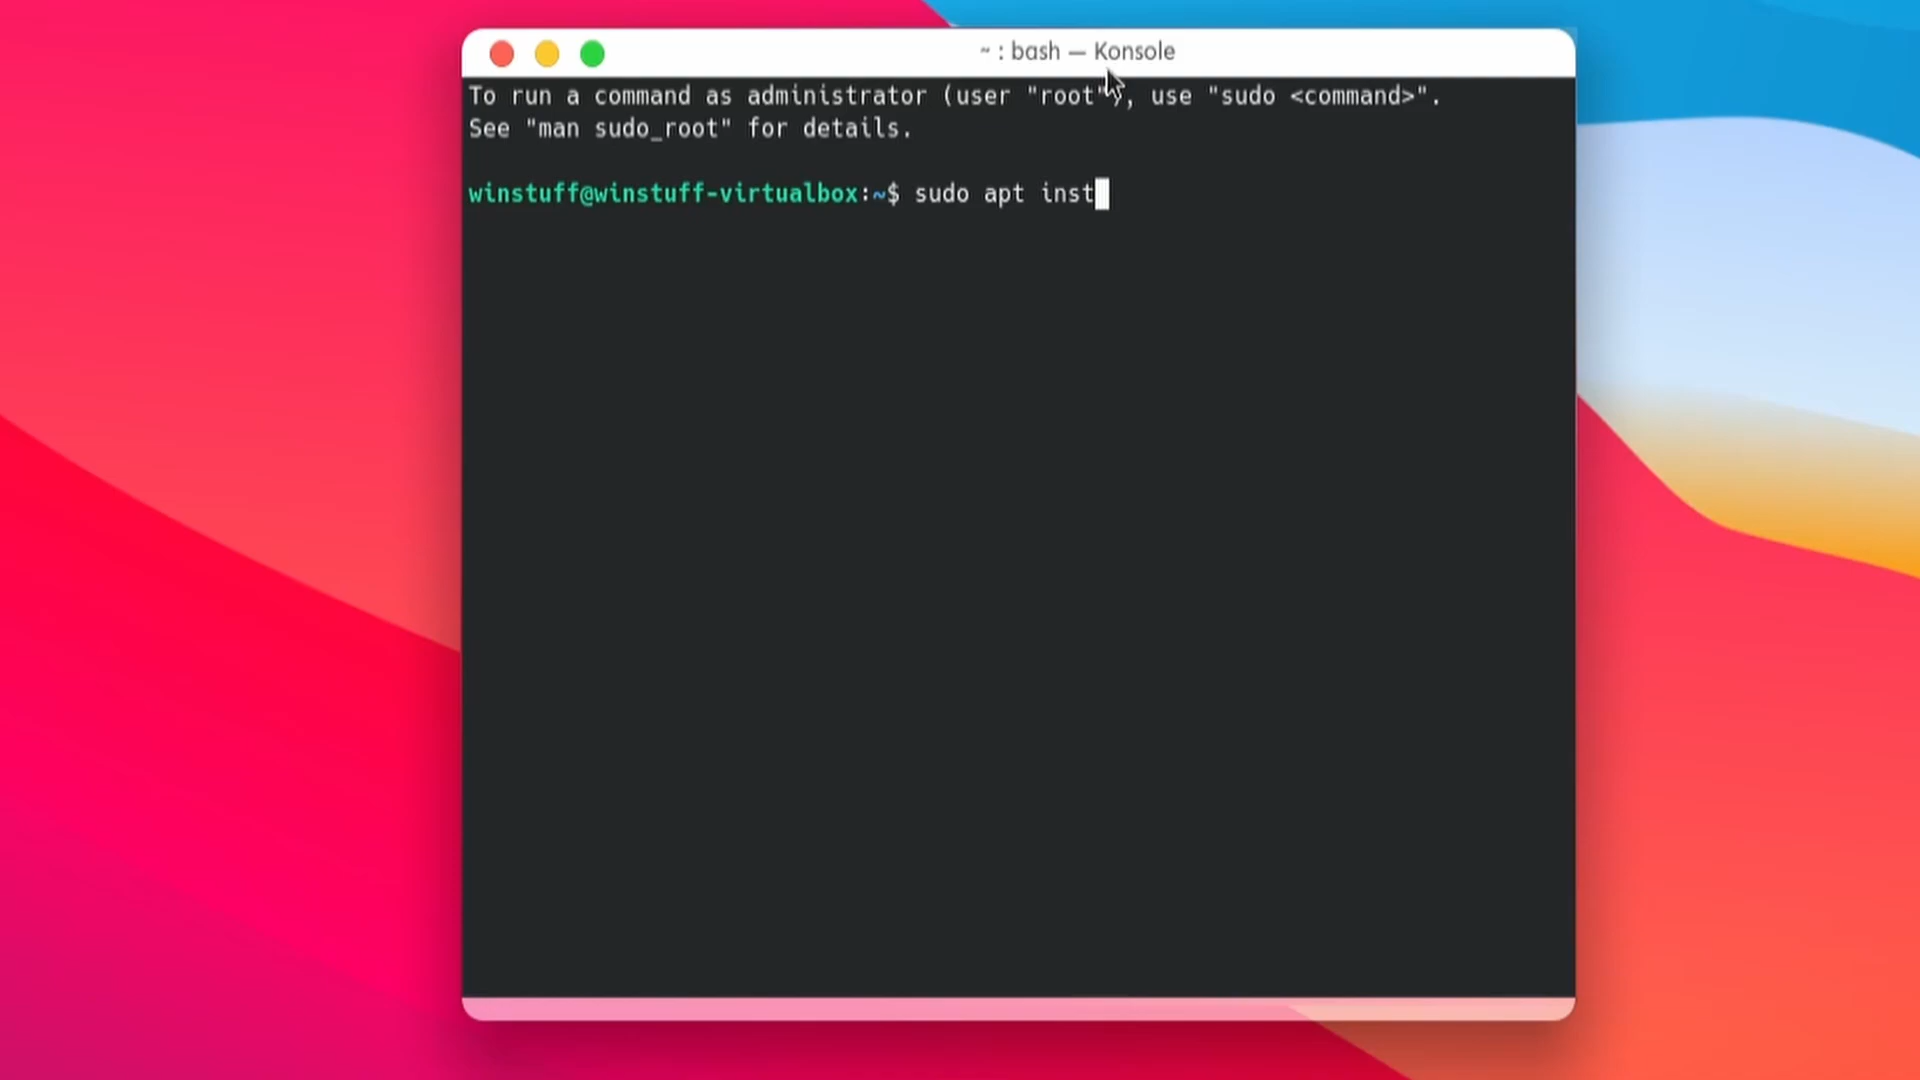 ~ : bash — Konsole
To run a command as administrator (user "root"), use "sudo <command>".
See "man sudo_root" for details.
winstuff@winstuff-virtualbox:~$ sudo apt inst